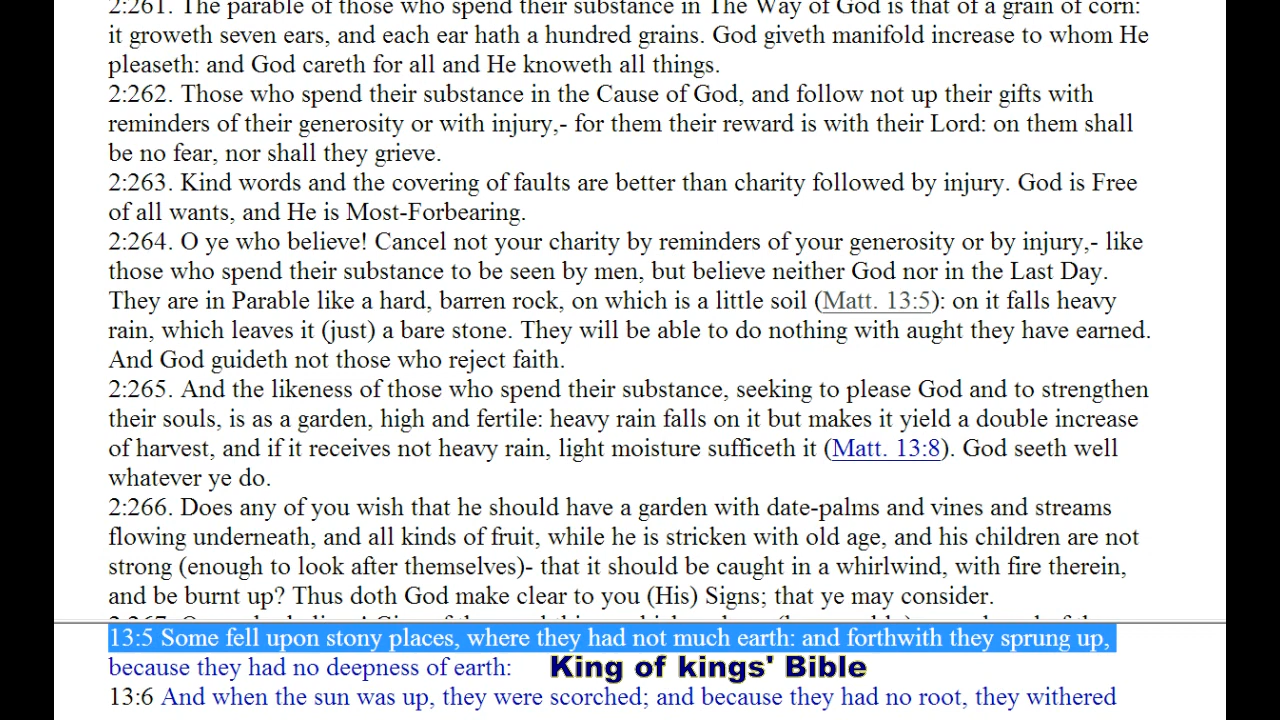 2:261. The parable of those who spend their substance in The Way of God is that of a grain of corn:
it groweth seven ears, and each ear hath a hundred grains. God giveth manifold increase to whom He
pleaseth: and God careth for all and He knoweth all things.
2:262. Those who spend their substance in the Cause of God, and follow not up their gifts with
reminders of their generosity or with injury,- for them their reward is with their Lord: on them shall
be no fear, nor shall they grieve.
2:263. Kind words and the covering of faults are better than charity followed by injury. God is Free
of all wants, and He is Most-Forbearing.
2:264. O ye who believe! Cancel not your charity by reminders of your generosity or by injury,- like
those who spend their substance to be seen by men, but believe neither God nor in the Last Day.
They are in Parable like a hard, barren rock, on which is a little soil (Matt. 13:5): on it falls heavy
rain, which leaves it (just) a bare stone. They will be able to do nothing with aught they have earned.
And God guideth not those who reject faith.
2:265. And the likeness of those who spend their substance, seeking to please God and to strengthen
their souls, is as a garden, high and fertile: heavy rain falls on it but makes it yield a double increase
of harvest, and if it receives not heavy rain, light moisture sufficeth it (Matt. 13:8). God seeth well
whatever ye do.
2:266. Does any of you wish that he should have a garden with date-palms and vines and streams
flowing underneath, and all kinds of fruit, while he is stricken with old age, and his children are not
strong (enough to look after themselves)- that it should be caught in a whirlwind, with fire therein,
and be burnt up? Thus doth God make clear to you (His) Signs; that ye may consider.
13:5 Some fell upon stony places, where they had not much earth: and forthwith they sprung up,
because they had no deepness of earth:
King of kings' Bible
13:6 And when the sun was up, they were scorched; and because they had no root, they withered